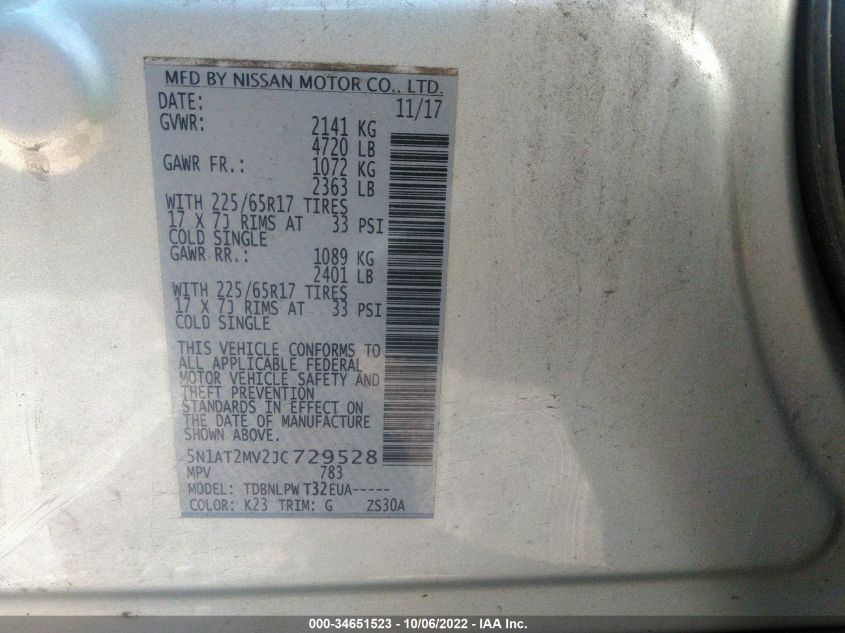 MFD BY NISSAN MOTOR CO., LTD.
DATE: 11/17
GVWR: 2141 KG
4720 LB
GAWR FR.: 1072 KG
2363 LB
WITH 225/65R17 TIRES
17 X 7J RIMS AT 33 PSI
COLD SINGLE
GAWR RR.: 1089 KG
2401 LB
WITH 225/65R17 TIRES
17 X 7J RIMS AT 33 PSI
COLD SINGLE
THIS VEHICLE CONFORMS TO
ALL APPLICABLE FEDERAL
MOTOR VEHICLE SAFETY AND
THEFT PREVENTION
STANDARDS IN EFFECT ON
THE DATE OF MANUFACTURE
SHOWN ABOVE.
5N1AT2MV2JC729528
MPV 783
MODEL: TDBNLPW T32EUA-----
COLOR: K23 TRIM: G ZS30A
000-34651523 - 10/06/2022 - IAA Inc.